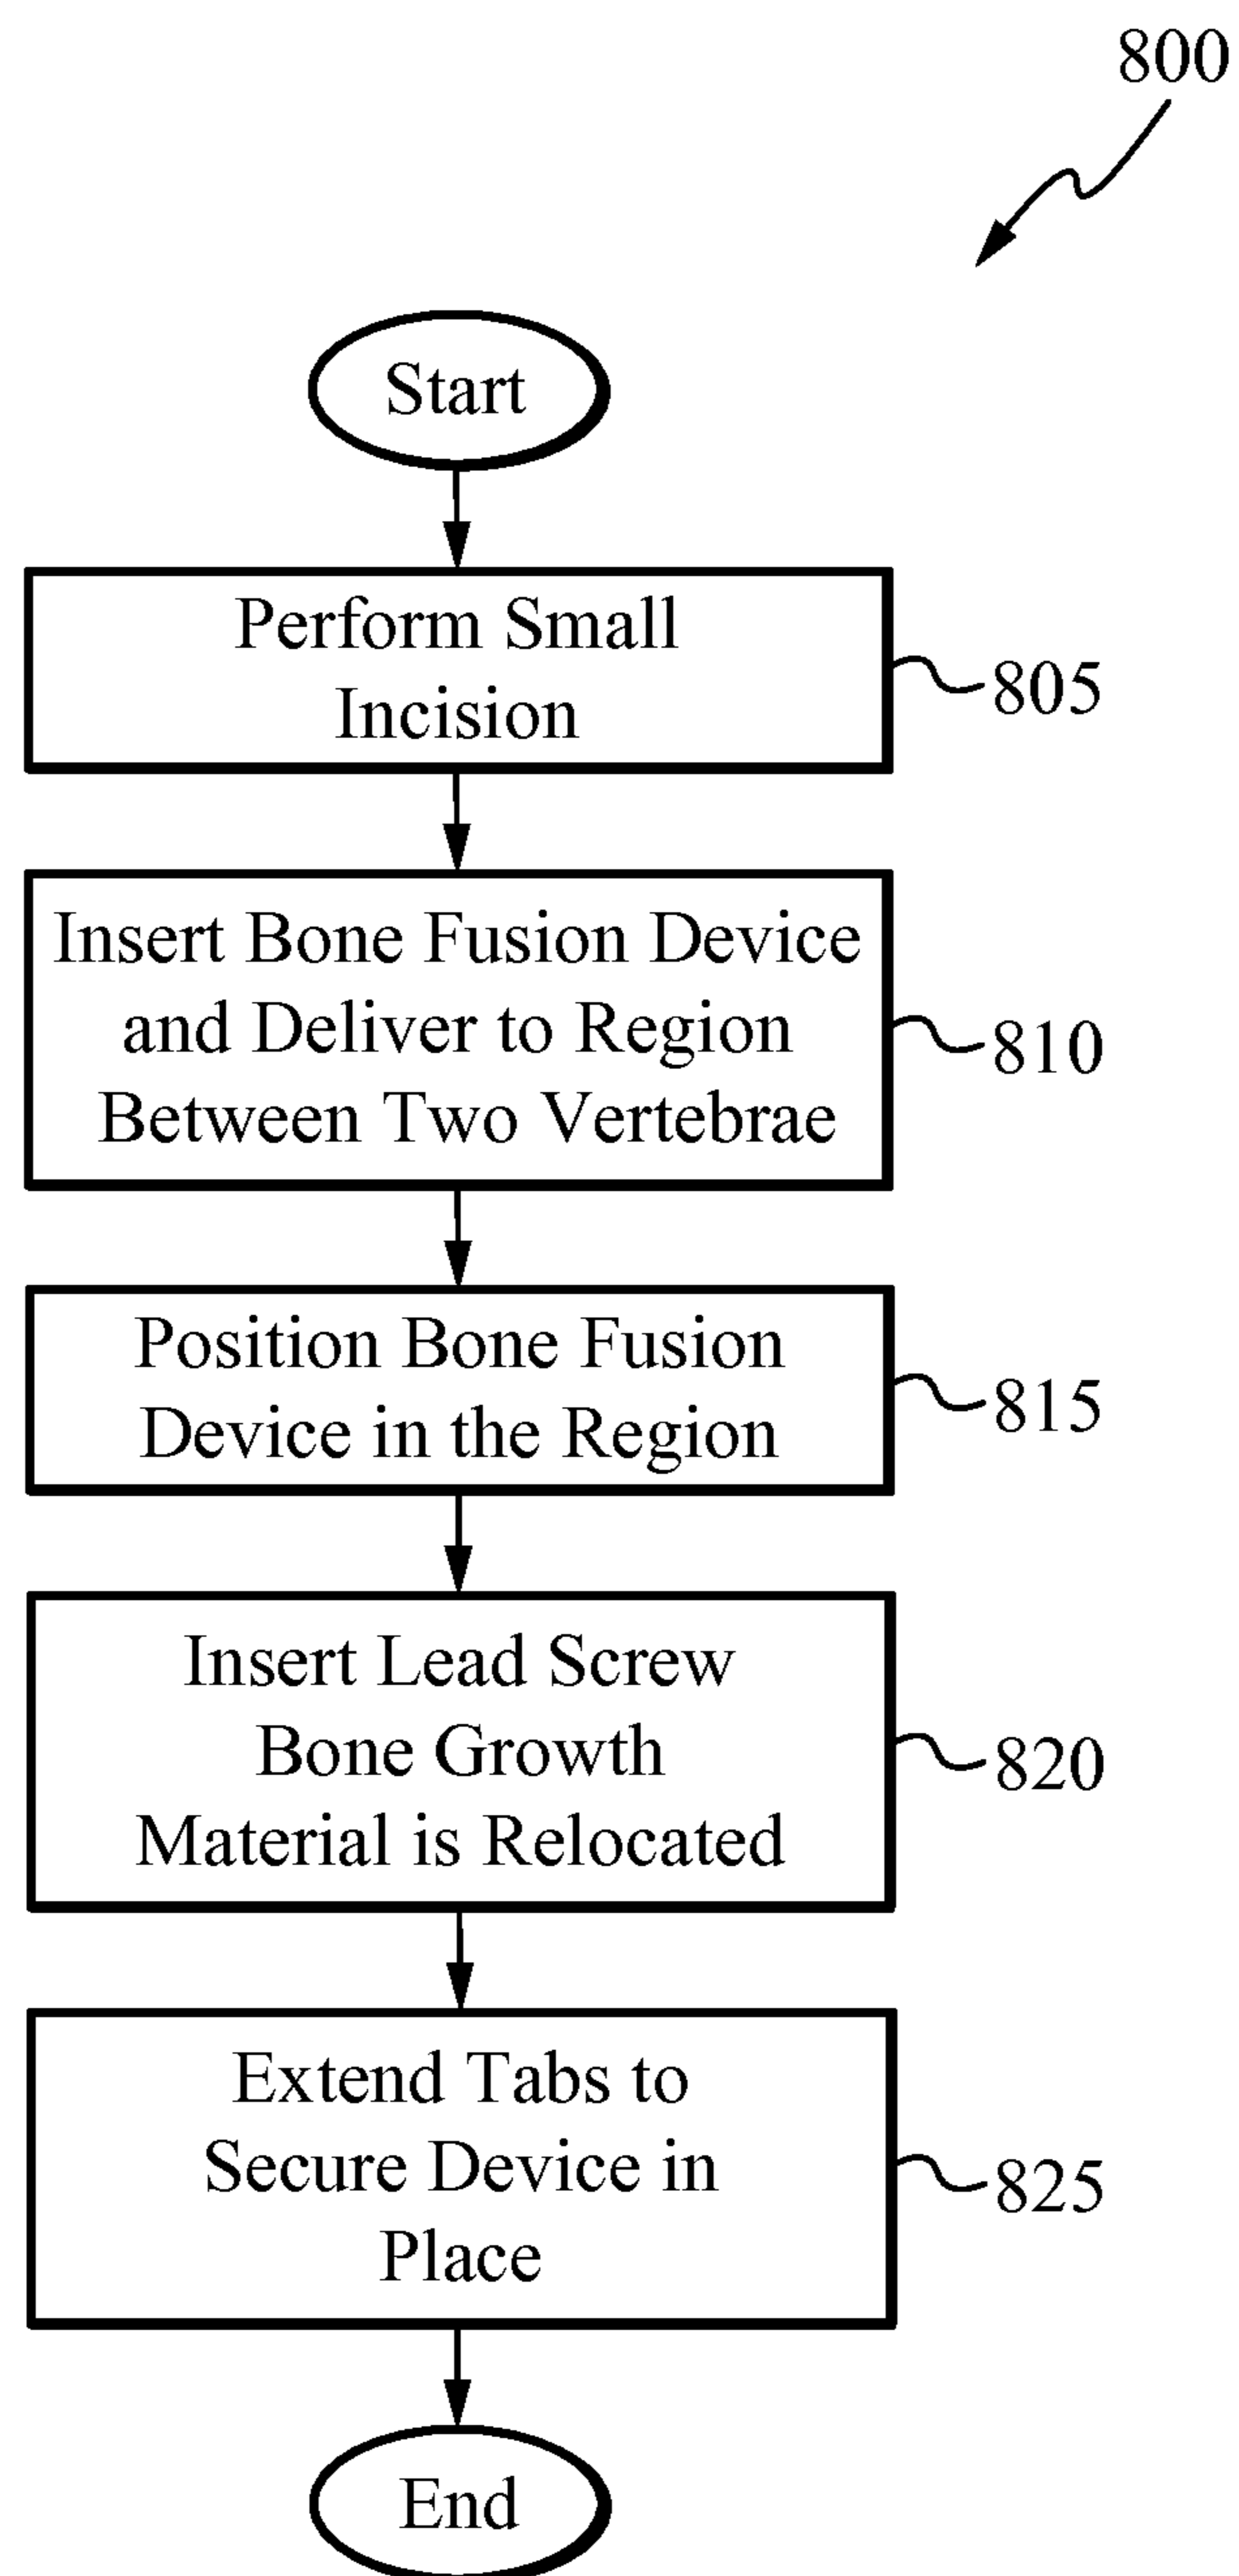 800
Start
Perform Small
Incision
805
Insert Bone Fusion Device
and Deliver to Region
Between Two Vertebrae
810
Position Bone Fusion
Device in the Region
815
Insert Lead Screw
Bone Growth
Material is Relocated
820
Extend Tabs to
Secure Device in
Place
825
End